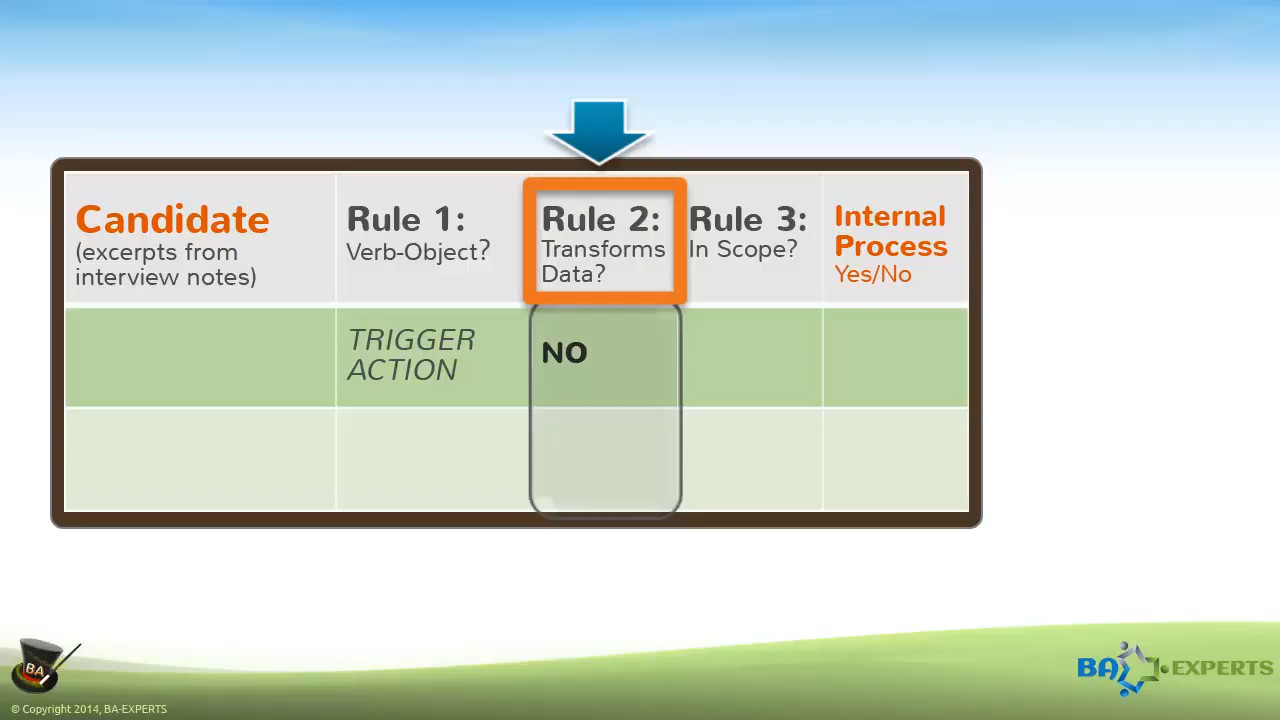 Candidate
(excerpts from
interview notes)
Rule 1:
Verb-Object?
Rule 2:
Transforms
Data?
Rule 3:
In Scope?
Internal
Process
Yes/No
TRIGGER
ACTION
NO
BA
© Copyright 2014, BA-EXPERTS
BA EXPERTS